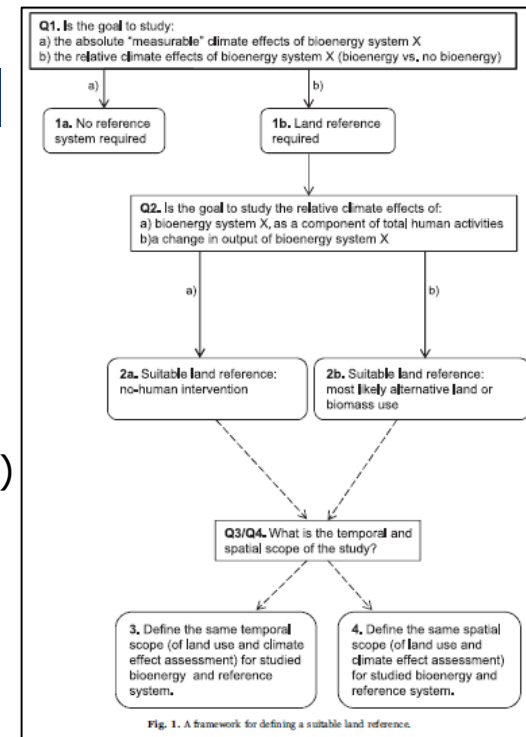 Q1. Is the goal to study:
a) the absolute "measurable" climate effects of bioenergy system X
b) the relative climate effects of bioenergy system X (bioenergy vs. no bioenergy)
a)
b)
1a. No reference
system required
1b. Land reference
required
Q2. Is the goal to study the relative climate effects of:
a) bioenergy system X, as a component of total human activities
b)a change in output of bioenergy system X
a)
b)
2a. Suitable land reference:
no-human intervention
2b. Suitable land reference:
most likely alternative land or
biomass use
)
Q3/Q4. What is the temporal and
spatial scope of the study?
3. Define the same temporal
scope (of land use and climate
effect assessment) for studied
bioenergy and reference
system.
4. Define the same spatial
scope (of land use and
climate effect assessment)
for studied bioenergy and
reference system.
Fig. 1. A framework for defining a suitable land reference.